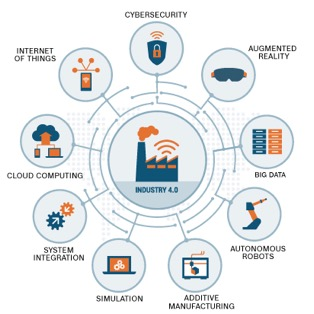 CYBERSECURITY
AUGMENTED
REALITY
BIG DATA
AUTONOMOUS
ROBOTS
ADDITIVE
MANUFACTURING
SIMULATION
SYSTEM
INTEGRATION
CLOUD COMPUTING
INTERNET
OF THINGS
INDUSTRY 4.0